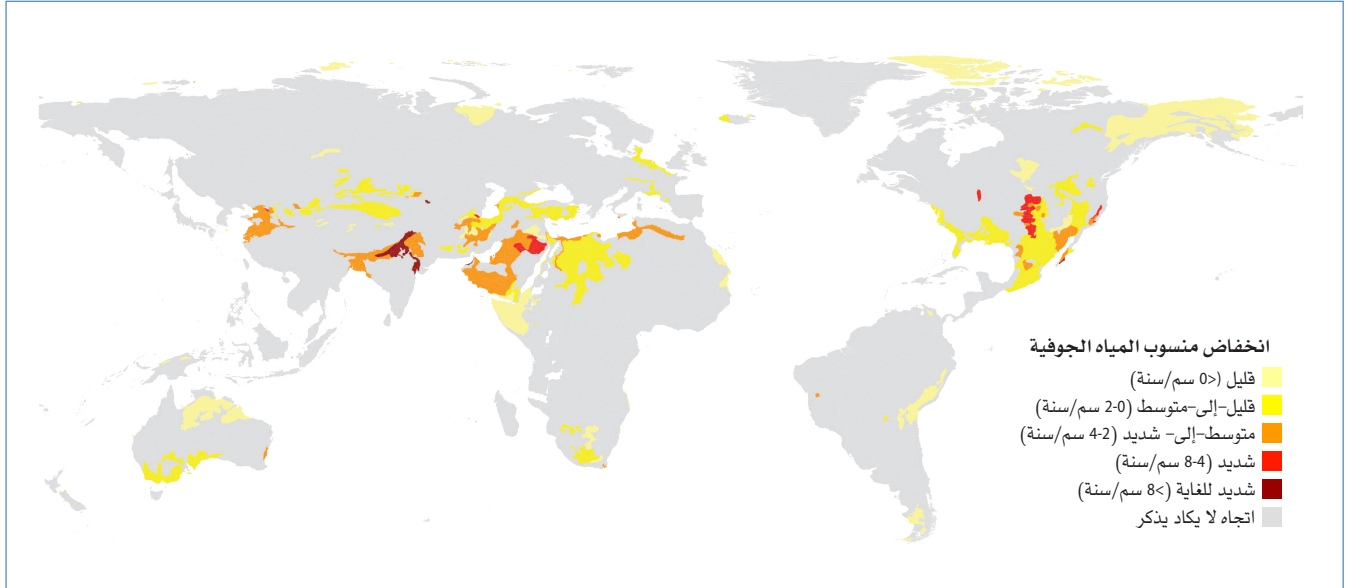 انخفاض منسوب المياه الجوفية
قليل (<0 سم/سنة)
قليل-إلى-متوسط (0-2 سم/سنة)
متوسط-إلى- شديد (2-4 سم/سنة)
شديد (4-8 سم/سنة)
شديد للغاية (>8 سم/سنة)
اتجاه لا يكاد يذكر